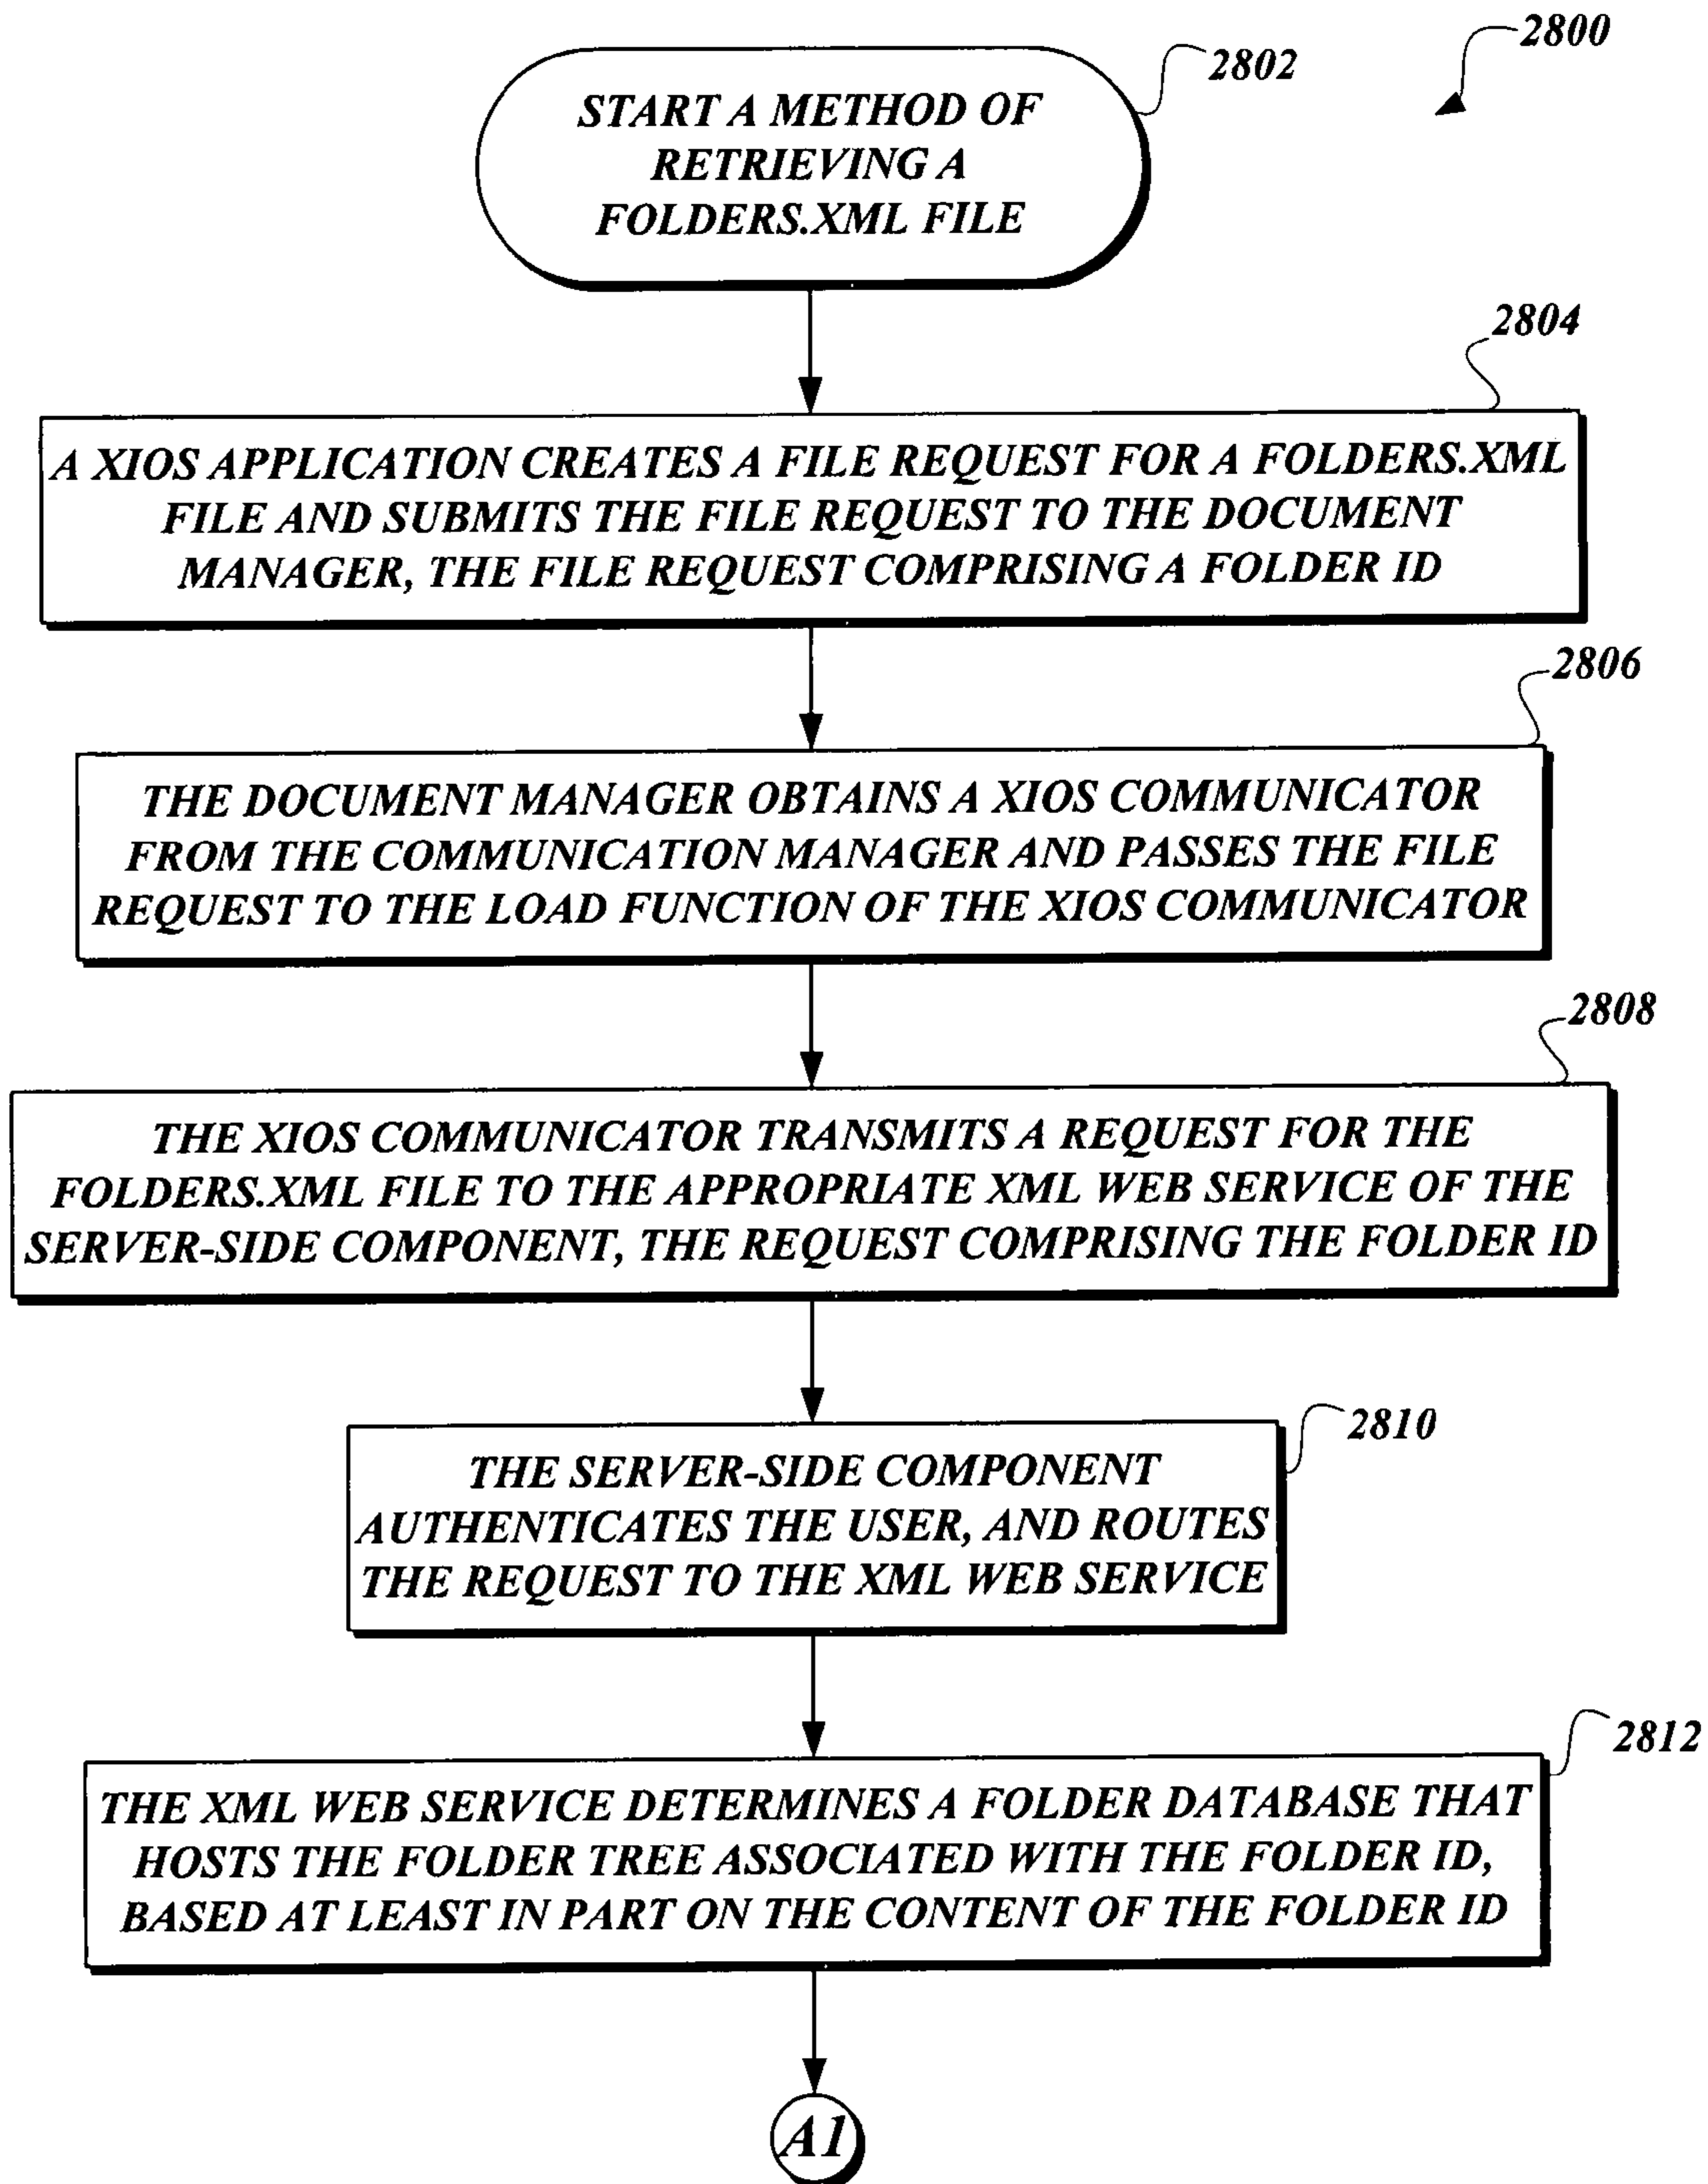 2800
2802
START A METHOD OF
RETRIEVING A
FOLDERS.XML FILE
2804
A XIOS APPLICATION CREATES A FILE REQUEST FOR A FOLDERS.XML
FILE AND SUBMITS THE FILE REQUEST TO THE DOCUMENT
MANAGER, THE FILE REQUEST COMPRISING A FOLDER ID
2806
THE DOCUMENT MANAGER OBTAINS A XIOS COMMUNICATOR
FROM THE COMMUNICATION MANAGER AND PASSES THE FILE
REQUEST TO THE LOAD FUNCTION OF THE XIOS COMMUNICATOR
2808
THE XIOS COMMUNICATOR TRANSMITS A REQUEST FOR THE
FOLDERS.XML FILE TO THE APPROPRIATE XML WEB SERVICE OF THE
SERVER-SIDE COMPONENT, THE REQUEST COMPRISING THE FOLDER ID
2810
THE SERVER-SIDE COMPONENT
AUTHENTICATES THE USER, AND ROUTES
THE REQUEST TO THE XML WEB SERVICE
2812
THE XML WEB SERVICE DETERMINES A FOLDER DATABASE THAT
HOSTS THE FOLDER TREE ASSOCIATED WITH THE FOLDER ID,
BASED AT LEAST IN PART ON THE CONTENT OF THE FOLDER ID
A1